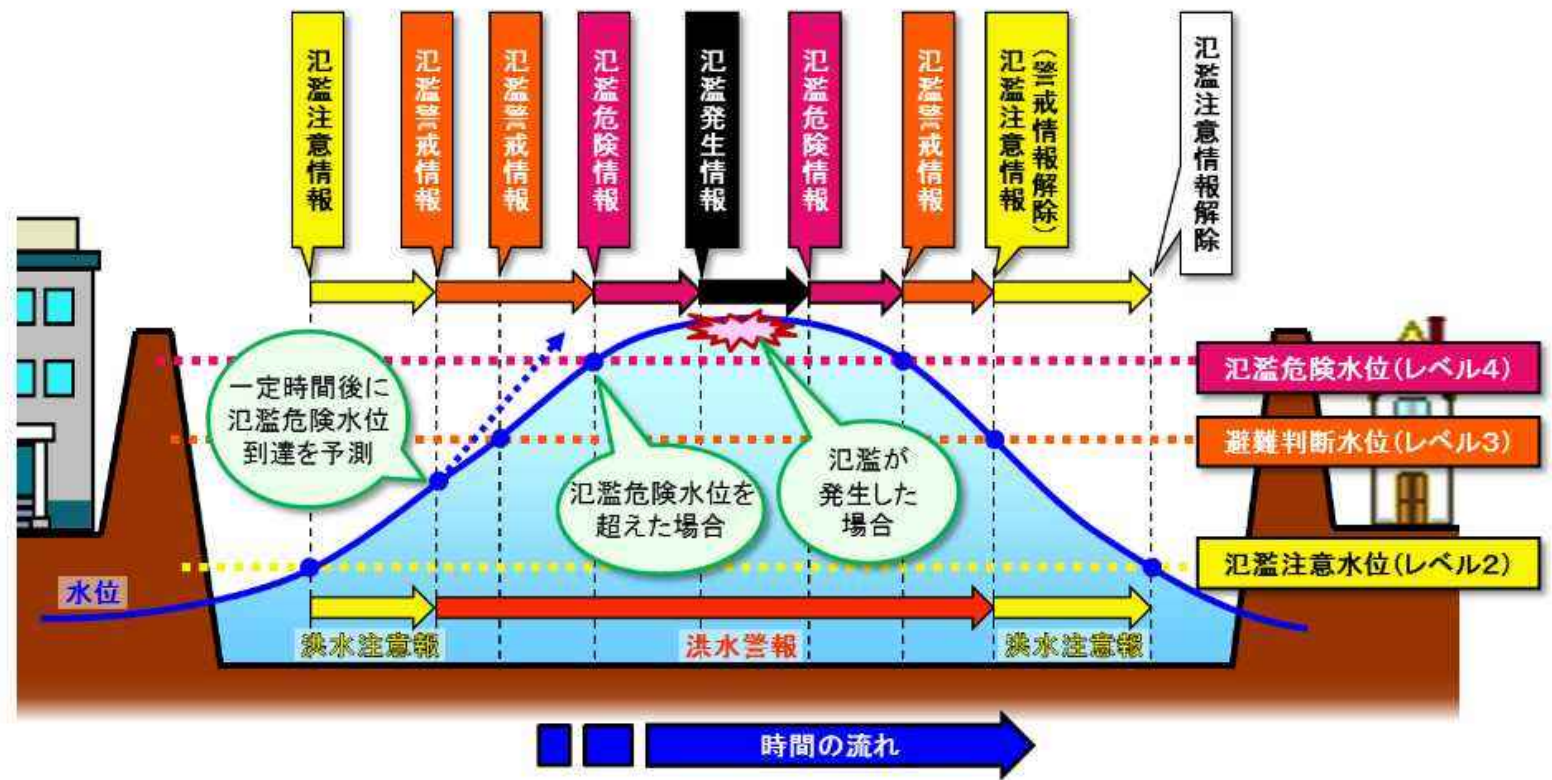 氾濫注意情報
氾濫警戒情報
氾濫警戒情報
氾濫危険情報
氾濫発生情報
氾濫危険情報
氾濫警戒情報
(警戒情報解除)
氾濫注意情報
氾濫注意情報解除
一定時間後に
氾濫危険水位
到達を予測
氾濫危険水位を
超えた場合
氾濫が
発生した
場合
氾濫危険水位(レベル4)
避難判断水位(レベル3)
氾濫注意水位(レベル2)
水位
洪水注意報
洪水警報
洪水注意報
時間の流れ